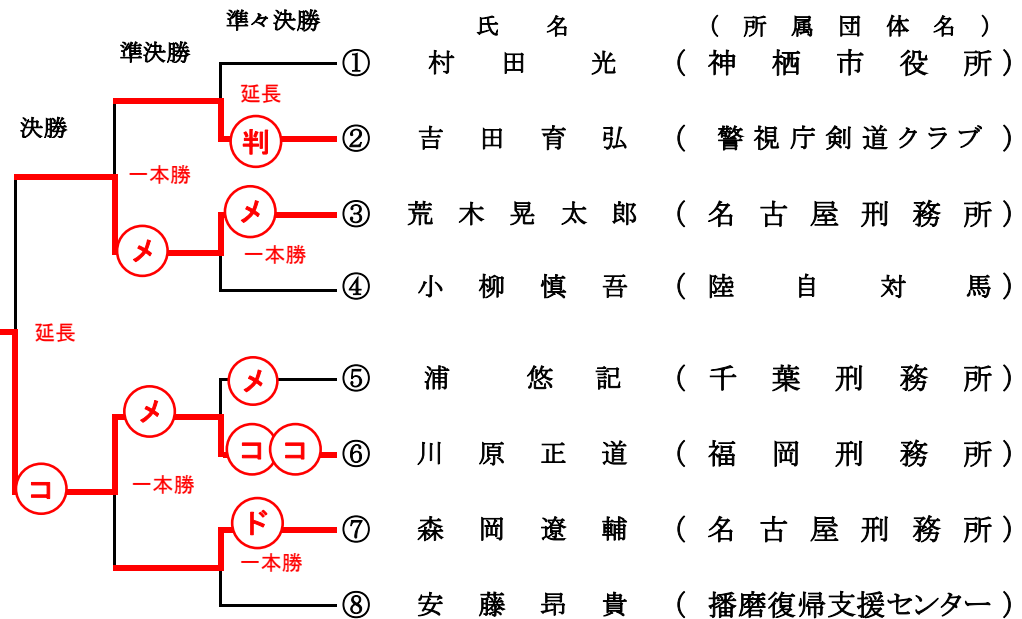 準々決勝
氏名 (所属団体名)
準決勝
① 村田光 (神栖市役所)
延長
決勝
判 ② 吉田育弘 (警視庁剣道クラブ)
一本勝
メ ③ 荒木晃太郎 (名古屋刑務所)
メ
一本勝
④ 小柳慎吾 (陸自対馬)
延長
メ ⑤ 浦悠記 (千葉刑務所)
メ
ココ ⑥ 川原正道 (福岡刑務所)
コ
一本勝
ド ⑦ 森岡遼輔 (名古屋刑務所)
一本勝
⑧ 安藤昂貴 (播磨復帰支援センター)